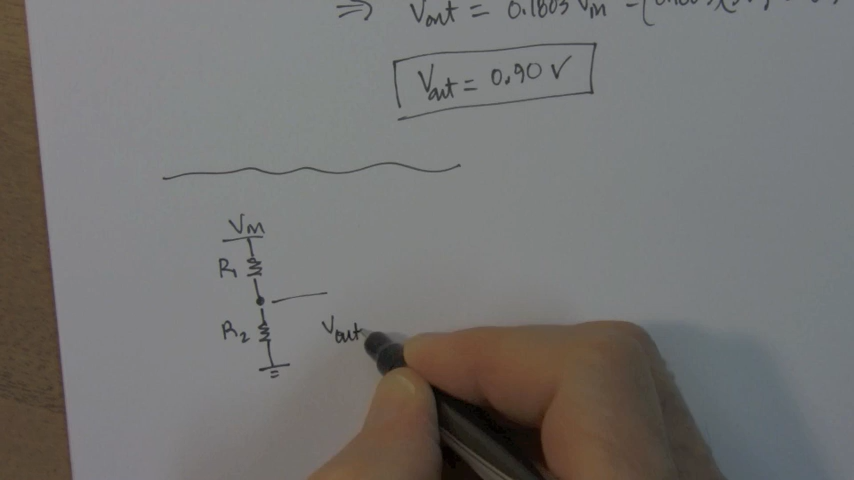 ⇒ Vout = 0.1803 Vm -
Vout = 0.90 V
VM
R1
R2
Vout